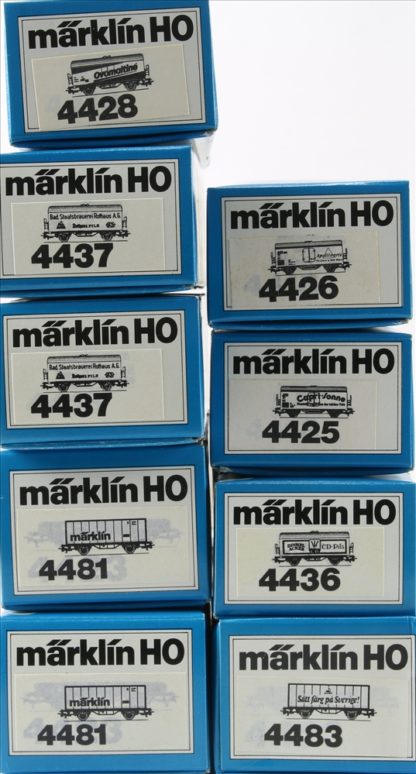 märklin HO
Ovomaltine
4428
märklin HO
Bad. Staatsbrauerei Rothaus A.G.
4437
märklin HO
Bad. Staatsbrauerei Rothaus A.G.
4437
märklin HO
märklin
4481
märklin HO
märklin
4481
märklin HO
4426
märklin HO
Capri-Sonne
4425
märklin HO
CD-Pils
4436
märklin HO
Sätt färg på Sverige!
4483